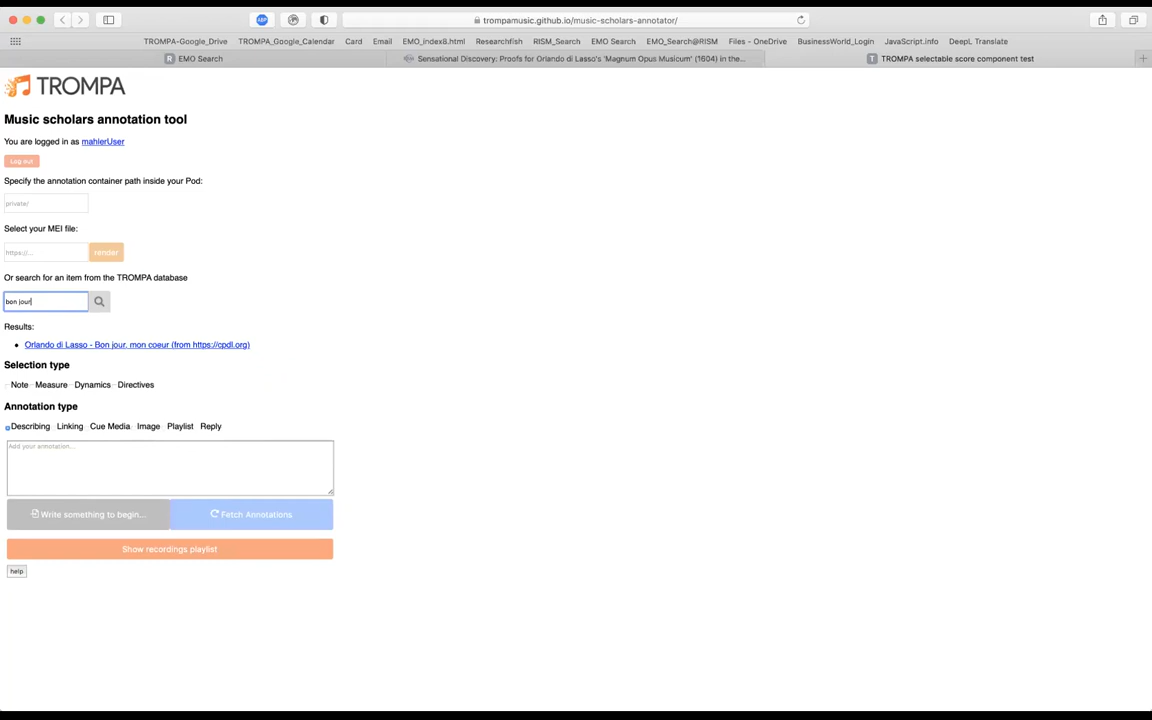 ABP
trompamusic.github.io/music-scholars-annotator/
TROMPA-Google_Drive TROMPA_Google_Calendar Card Email EMO_index8.html Researchfish RISM_Search EMO Search EMO_Search@RISM Files - OneDrive BusinessWorld_Login JavaScript.info DeepL Translate
R EMO Search Sensational Discovery: Proofs for Orlando di Lasso's 'Magnum Opus Musicum' (1604) in the... T TROMPA selectable score component test
TROMPA
Music scholars annotation tool
You are logged in as mahlerUser
Log out
Specify the annotation container path inside your Pod:
private/
Select your MEI file:
https://... render
Or search for an item from the TROMPA database
bon jour
Results:
• Orlando di Lasso - Bon jour, mon coeur (from https://cpdl.org)
Selection type
Note Measure Dynamics Directives
Annotation type
Describing Linking Cue Media Image Playlist Reply
Add your annotation...
Write something to begin... Fetch Annotations
Show recordings playlist
help